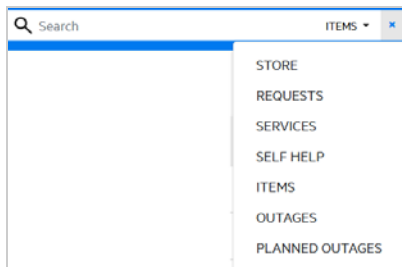 Search ITEMS
STORE
REQUESTS
SERVICES
SELF HELP
ITEMS
OUTAGES
PLANNED OUTAGES